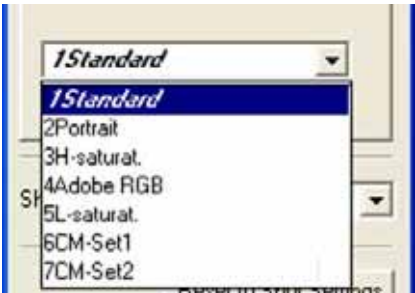 1Standard
1Standard
2Portrait
3H-saturat.
4Adobe RGB
5L-saturat.
6CM-Set1
7CM-Set2